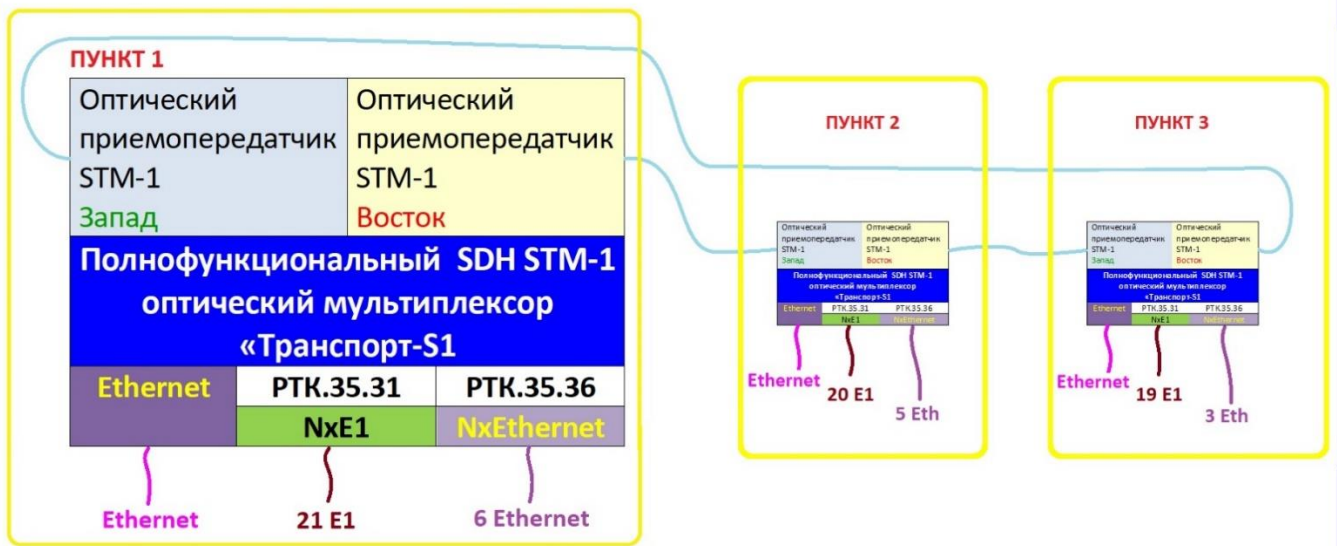 ПУНКТ 1
Оптический
приемопередатчик
STM-1
Запад
Оптический
приемопередатчик
STM-1
Восток
Полнофункциональный SDH STM-1
оптический мультиплексор
«Транспорт-S1
Ethernet
РТК.35.31
РТК.35.36
NxE1
NxEthernet
Ethernet
21 E1
6 Ethernet
ПУНКТ 2
Оптический
приемопередатчик
STM-1
Запад
Оптический
приемопередатчик
STM-1
Восток
Полнофункциональный SDH STM-1
оптический мультиплексор
«Транспорт-S1
Ethernet
РТК.35.31
РТК.35.36
NxE1
NxEthernet
Ethernet
20 E1
5 Eth
ПУНКТ 3
Оптический
приемопередатчик
STM-1
Запад
Оптический
приемопередатчик
STM-1
Восток
Полнофункциональный SDH STM-1
оптический мультиплексор
«Транспорт-S1
Ethernet
РТК.35.31
РТК.35.36
NxE1
NxEthernet
Ethernet
19 E1
3 Eth